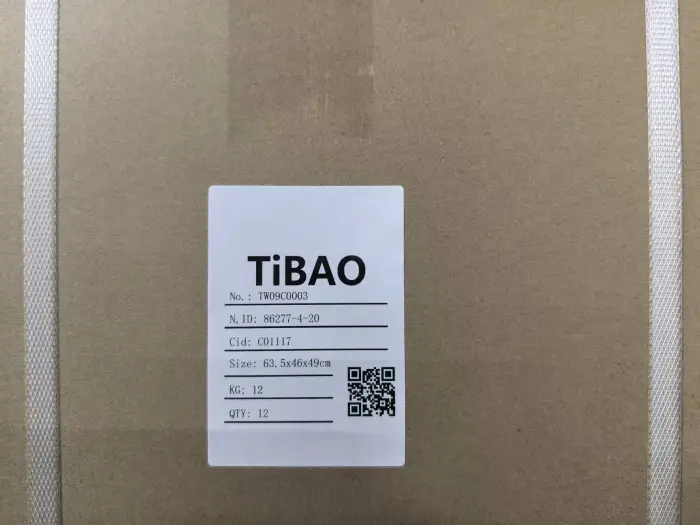 TiBAO
No.: TW09C0003
N.ID: 86277-4-20
Cid: C01117
Size: 63.5x46x49cm
KG: 12
QTY: 12